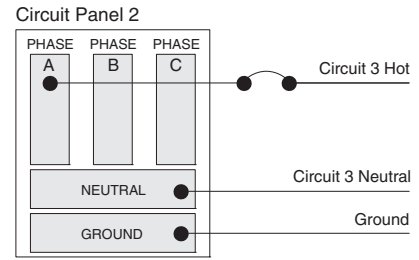 Circuit Panel 2
PHASE PHASE PHASE
A B C
Circuit 3 Hot
Circuit 3 Neutral
NEUTRAL
Ground
GROUND